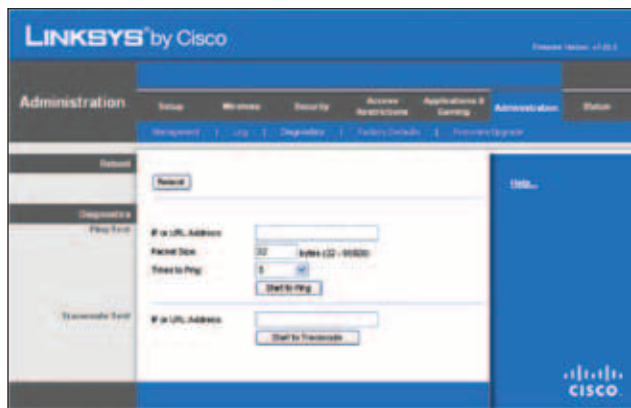 LINKSYS® by Cisco
Administration
Setup
Wireless
Security
Access Restrictions
Applications & Gaming
Administration
Status
Management | Log | Diagnostics | Factory Defaults | Firmware Upgrade
Reboot
Reboot
Help...
Diagnostics
Ping Test
IP or URL Address:
Packet Size: 32 bytes
Times to Ping: 5
Start to Ping
Traceroute Test
IP or URL Address:
Start to Traceroute
CISCO